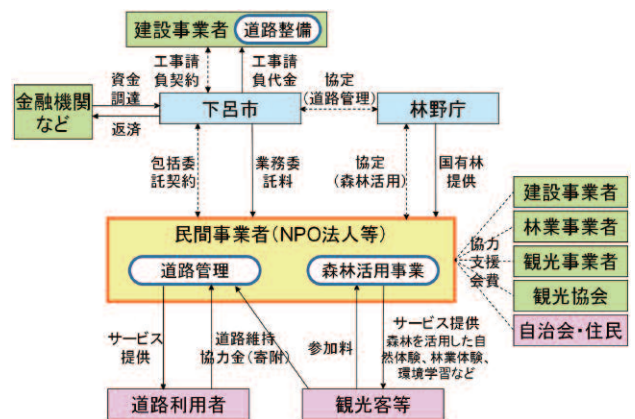 建設事業者
道路整備
工事請
負契約
工事請
負代金
資金
調達
協定
(道路管理)
金融機関
など
下呂市
林野庁
返済
包括委
託契約
業務委
託料
協定
(森林活用)
国有林
提供
建設事業者
林業事業者
観光事業者
観光協会
自治会・住民
民間事業者(NPO法人等)
協力
支援
会費
道路管理
森林活用事業
サービス
提供
道路維持
協力金(寄附)
参加料
サービス提供
森林を活用した自
然体験、林業体験、
環境学習など
道路利用者
観光客等